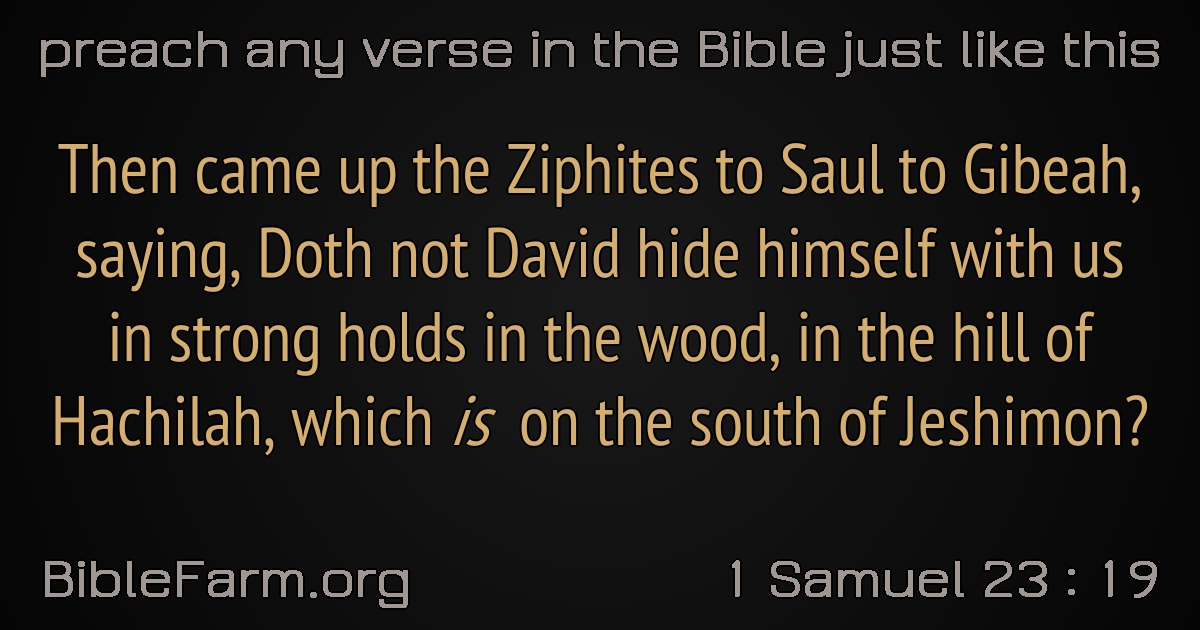 preach any verse in the Bible just like this
Then came up the Ziphites to Saul to Gibeah,
saying, Doth not David hide himself with us
in strong holds in the wood, in the hill of
Hachilah, which is on the south of Jeshimon?
BibleFarm.org
1 Samuel 23 : 19